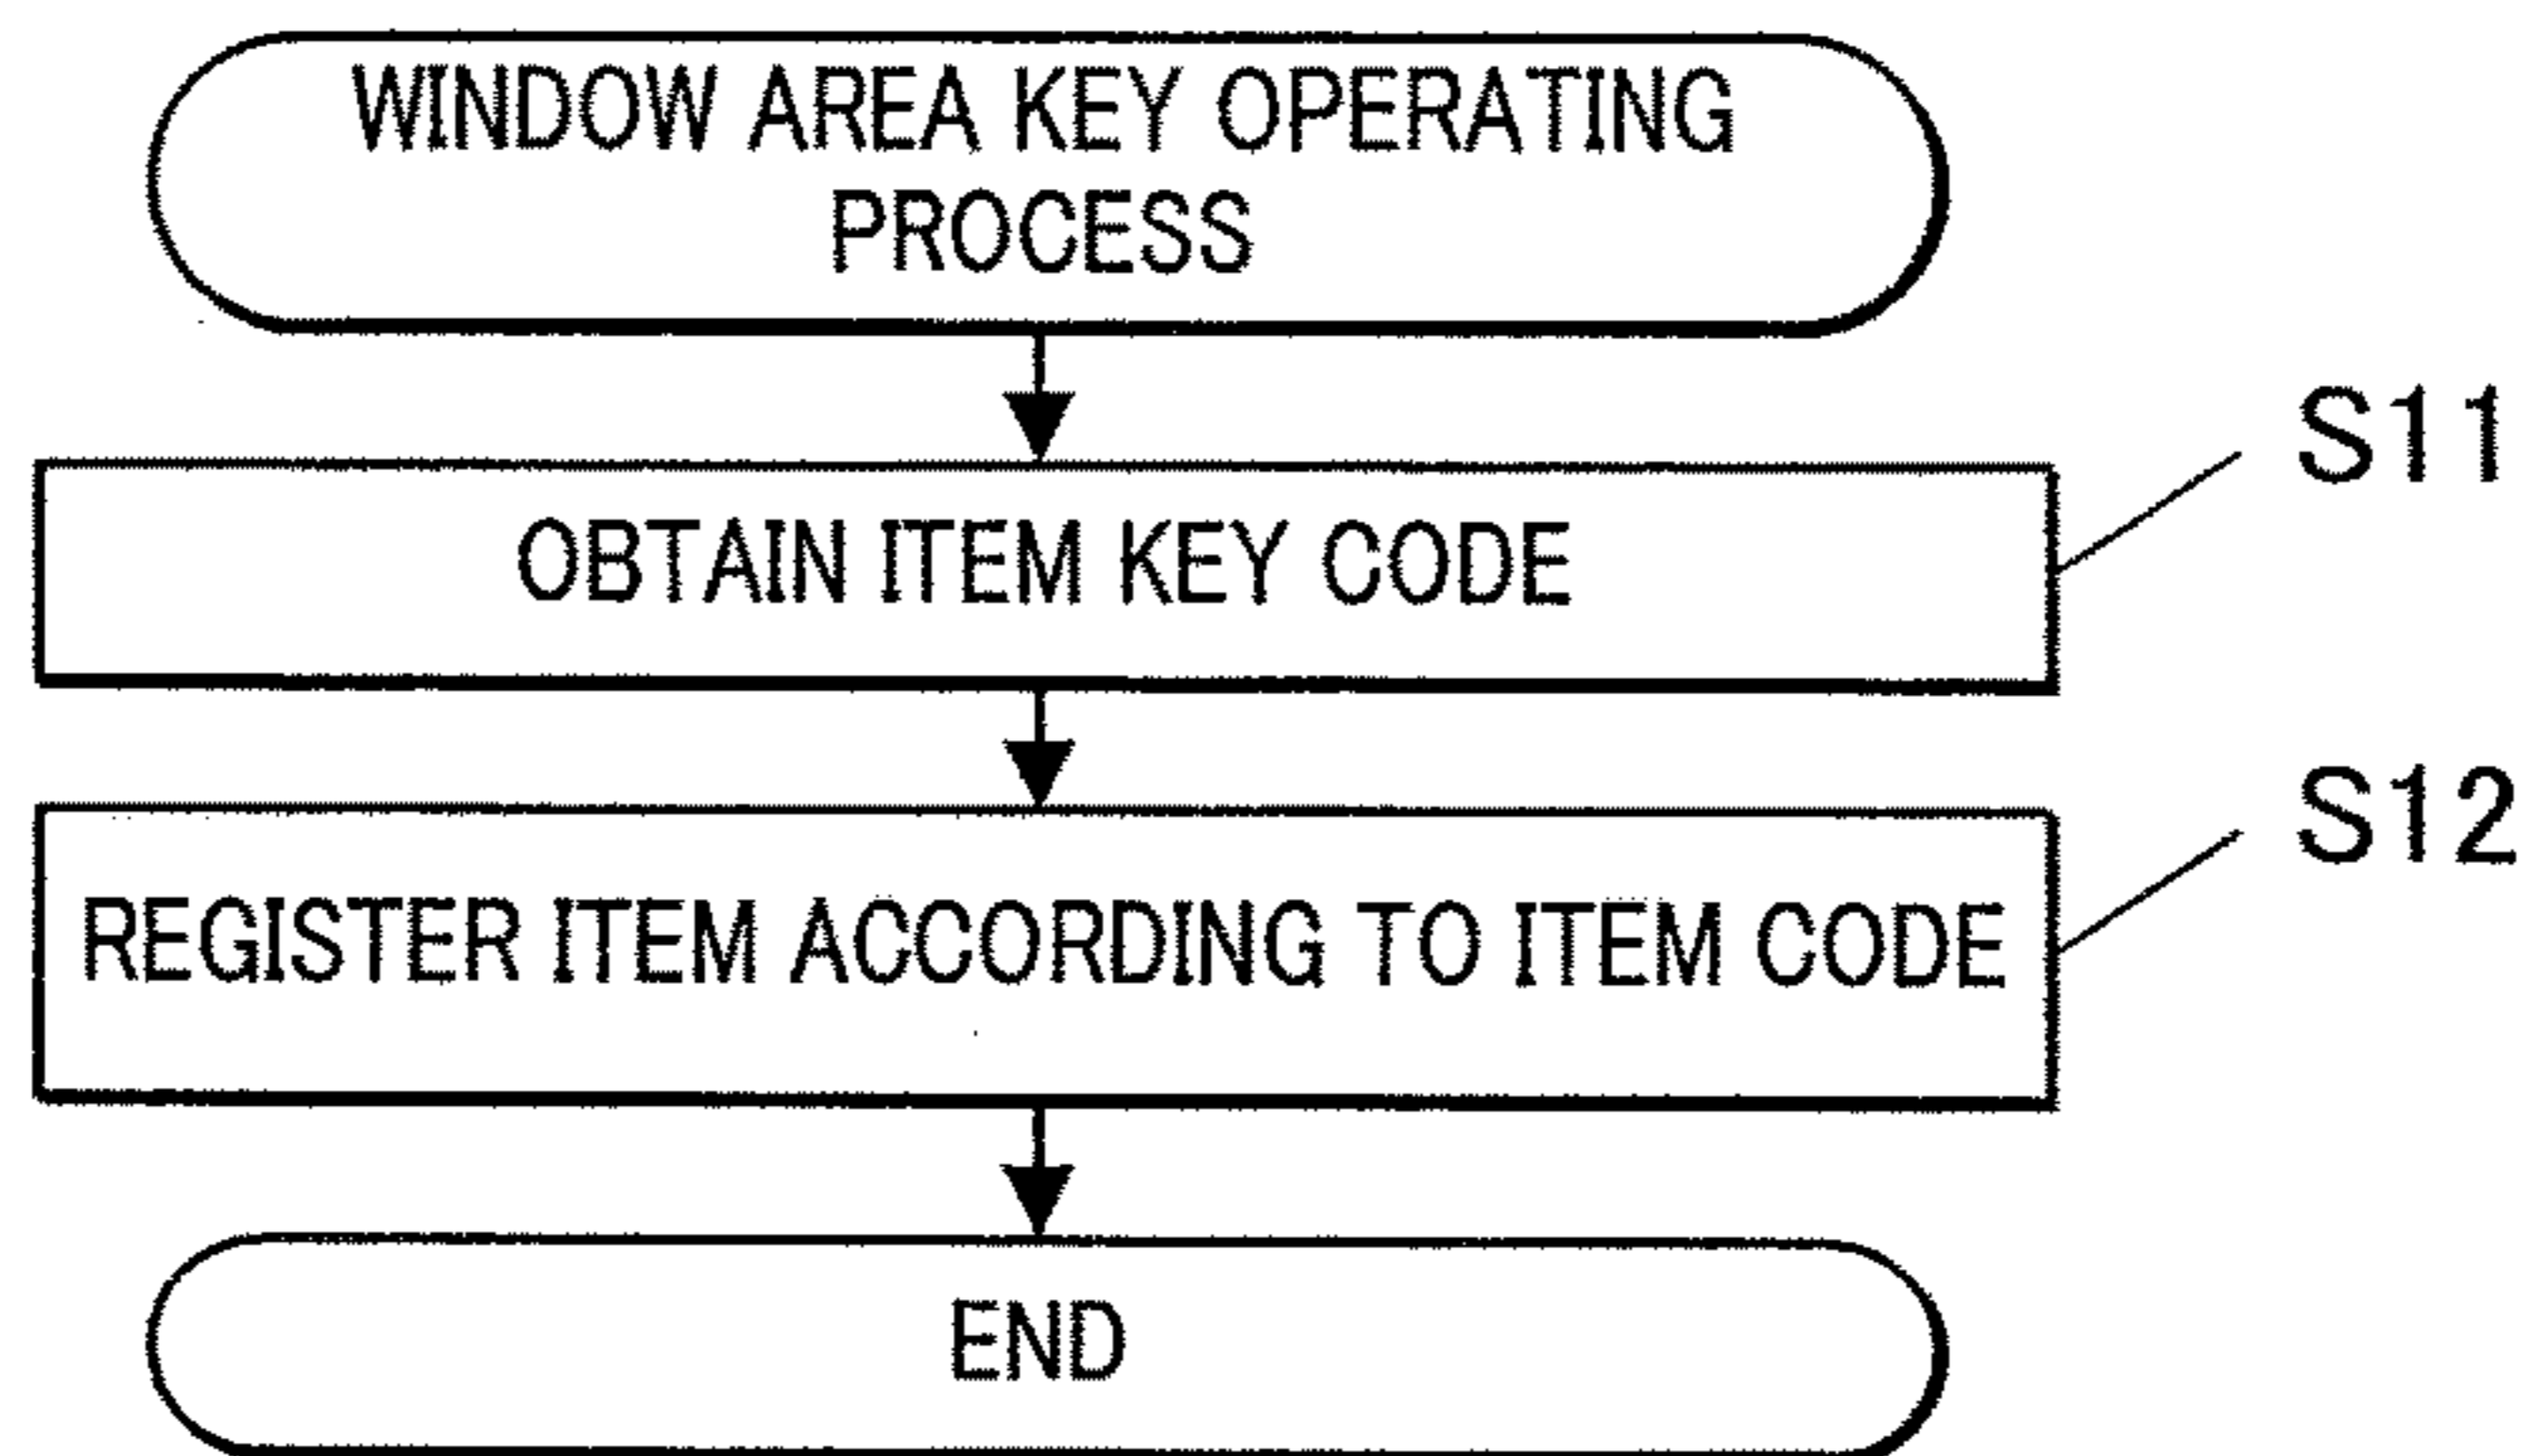 WINDOW AREA KEY OPERATING
PROCESS
S11
OBTAIN ITEM KEY CODE
S12
REGISTER ITEM ACCORDING TO ITEM CODE
END